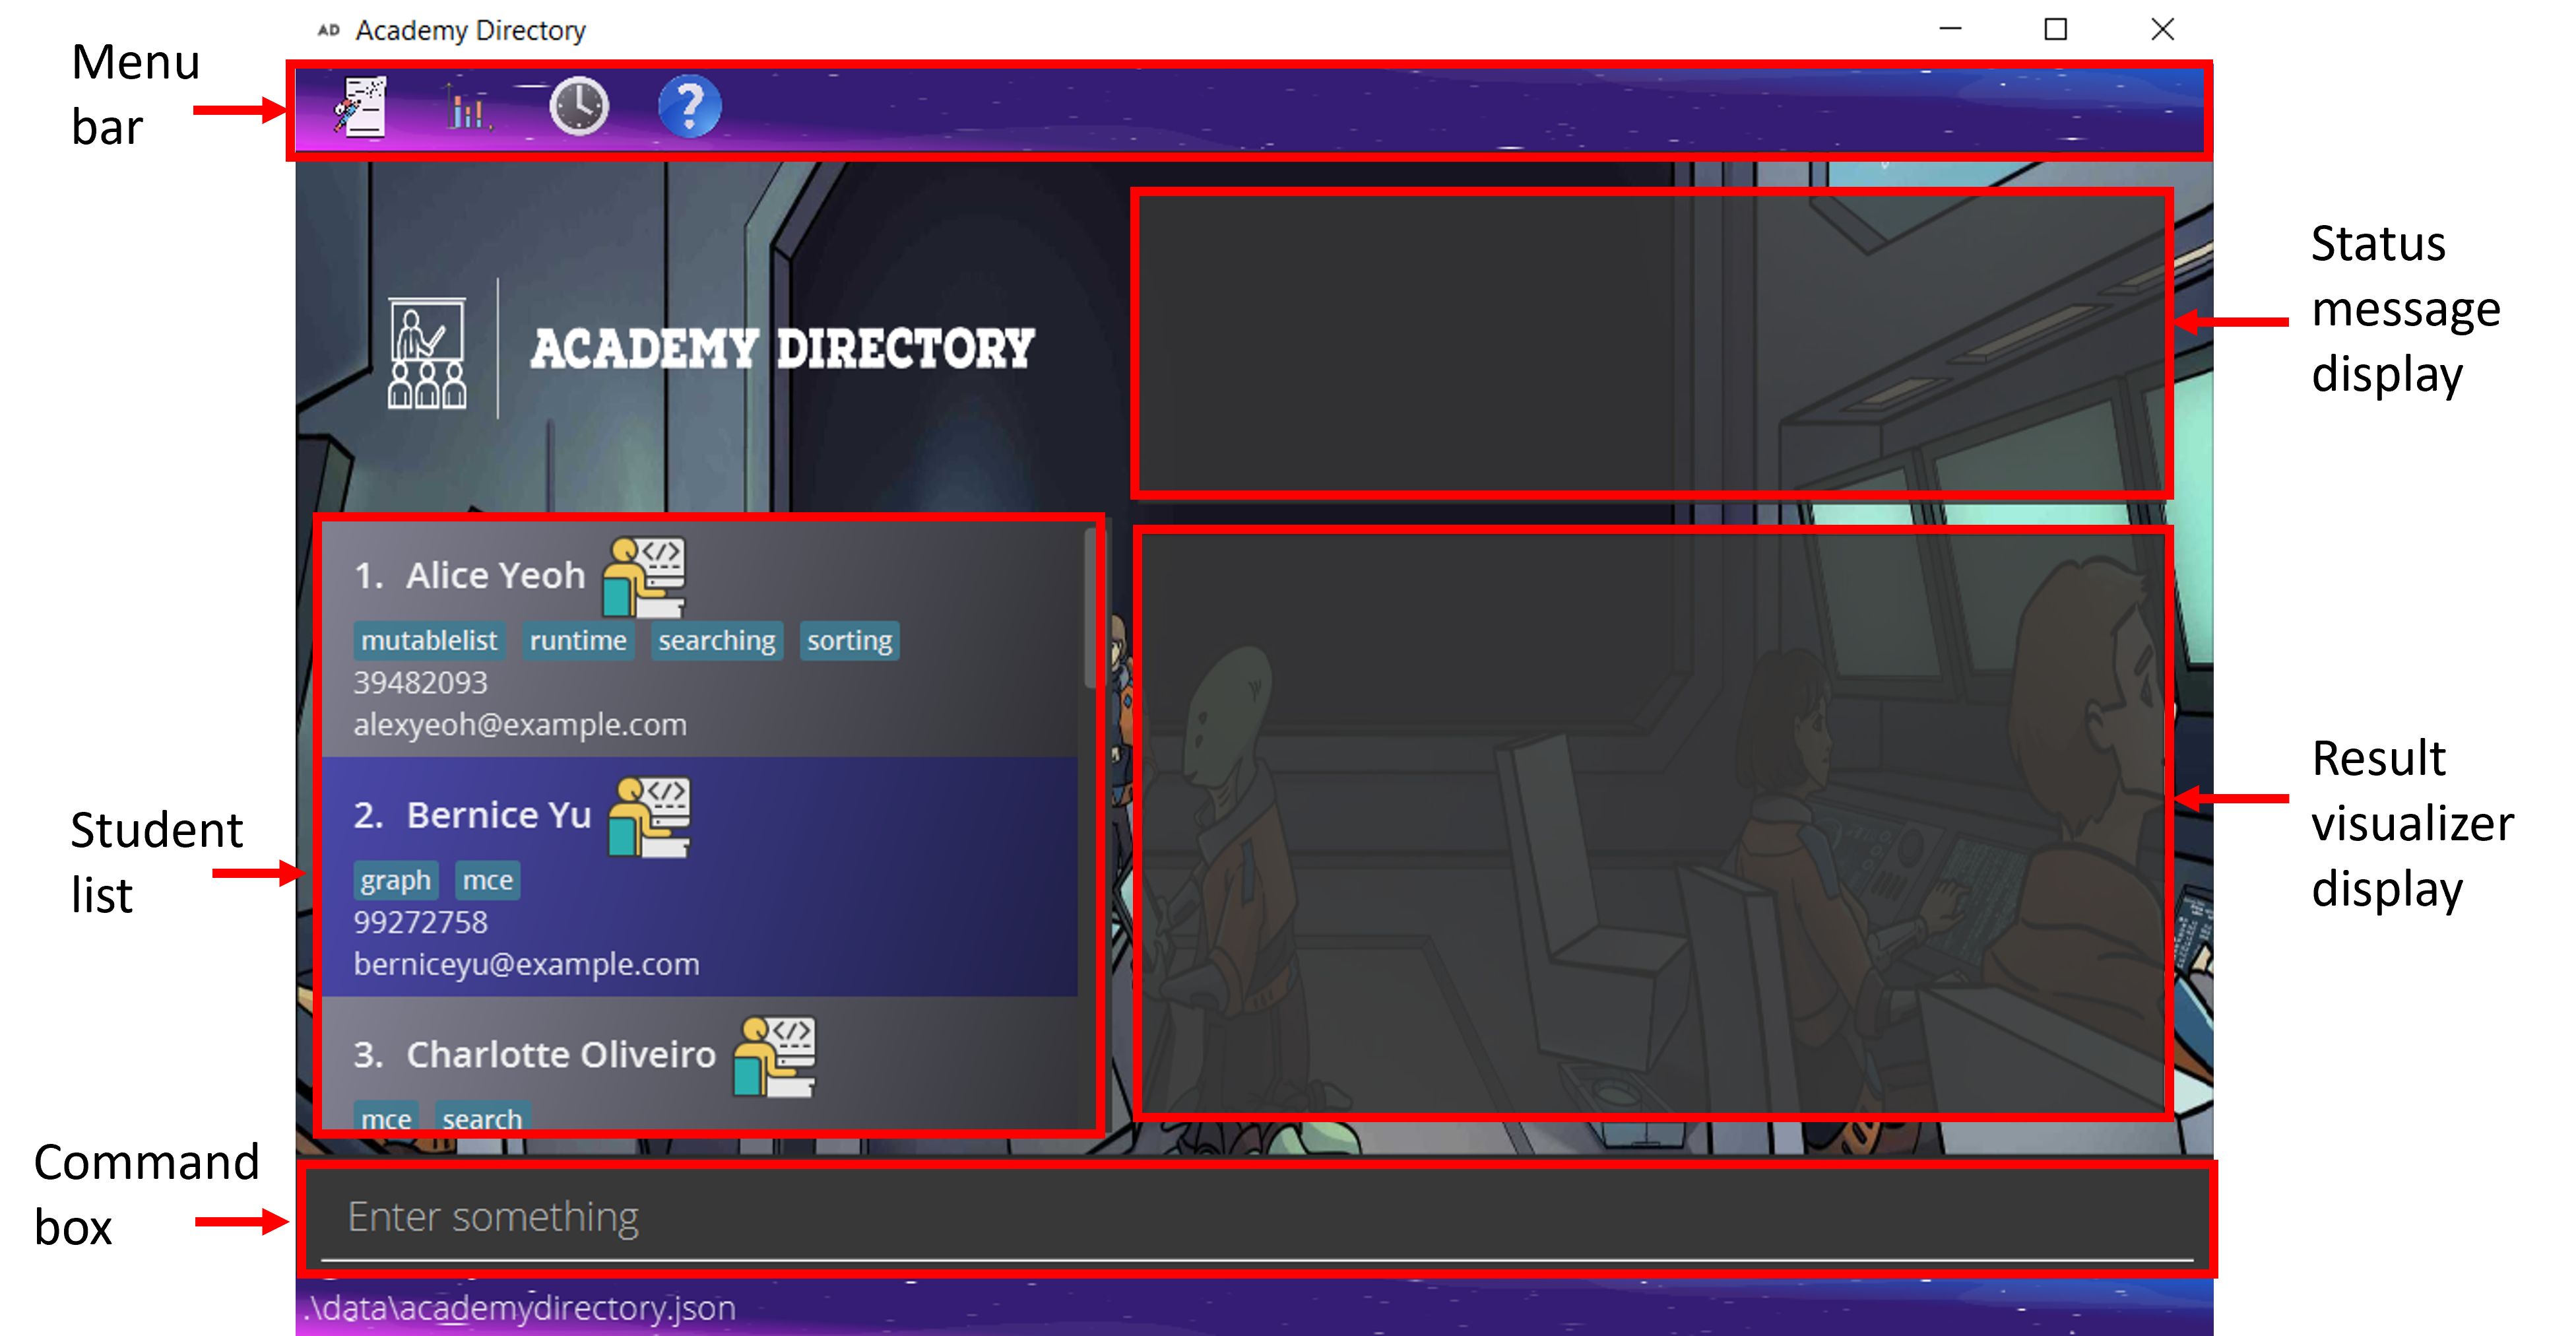 AD Academy Directory
Menu
bar
Status
message
display
ACADEMY DIRECTORY
1. Alice Yeoh
mutablelist runtime searching sorting
39482093
alexyeoh@example.com
2. Bernice Yu
graph mce
99272758
berniceyu@example.com
3. Charlotte Oliveiro
mce search
Student
list
Result
visualizer
display
Command
box
Enter something
.\data\academydirectory.json